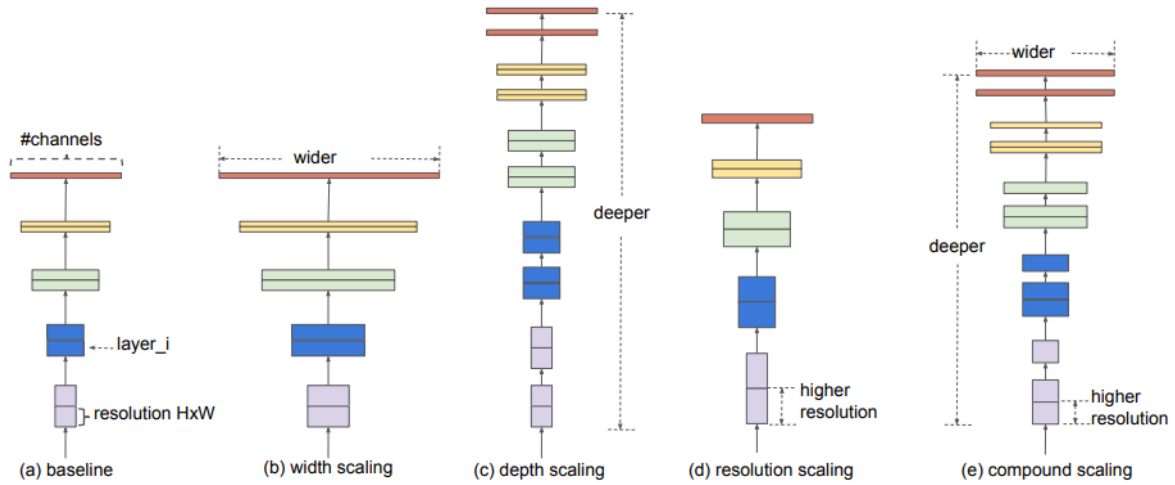 #channels
layer_i
resolution HxW
(a) baseline
wider
(b) width scaling
deeper
(c) depth scaling
higher
resolution
(d) resolution scaling
wider
deeper
higher
resolution
(e) compound scaling